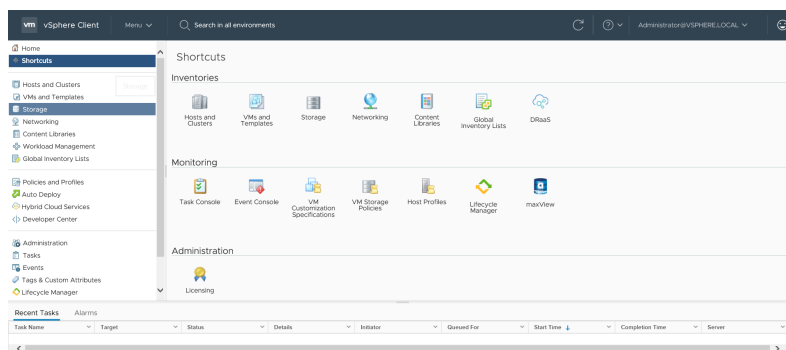 vm vSphere Client Menu Search in all environments Administrator@VSPHERE.LOCAL
Home
Shortcuts
Hosts and Clusters
VMs and Templates
Storage
Storage
Networking
Content Libraries
Workload Management
Global Inventory Lists
Policies and Profiles
Auto Deploy
Hybrid Cloud Services
Developer Center
Administration
Tasks
Events
Tags & Custom Attributes
Lifecycle Manager
Shortcuts
Inventories
Hosts and
Clusters
VMs and
Templates
Storage
Networking
Content
Libraries
Global
Inventory Lists
DRaaS
Monitoring
Task Console
Event Console
VM
Customization
Specifications
VM Storage
Policies
Host Profiles
Lifecycle
Manager
maxView
Administration
Licensing
Recent Tasks Alarms
Task Name Target Status Details Initiator Queued For Start Time ↓ Completion Time Server